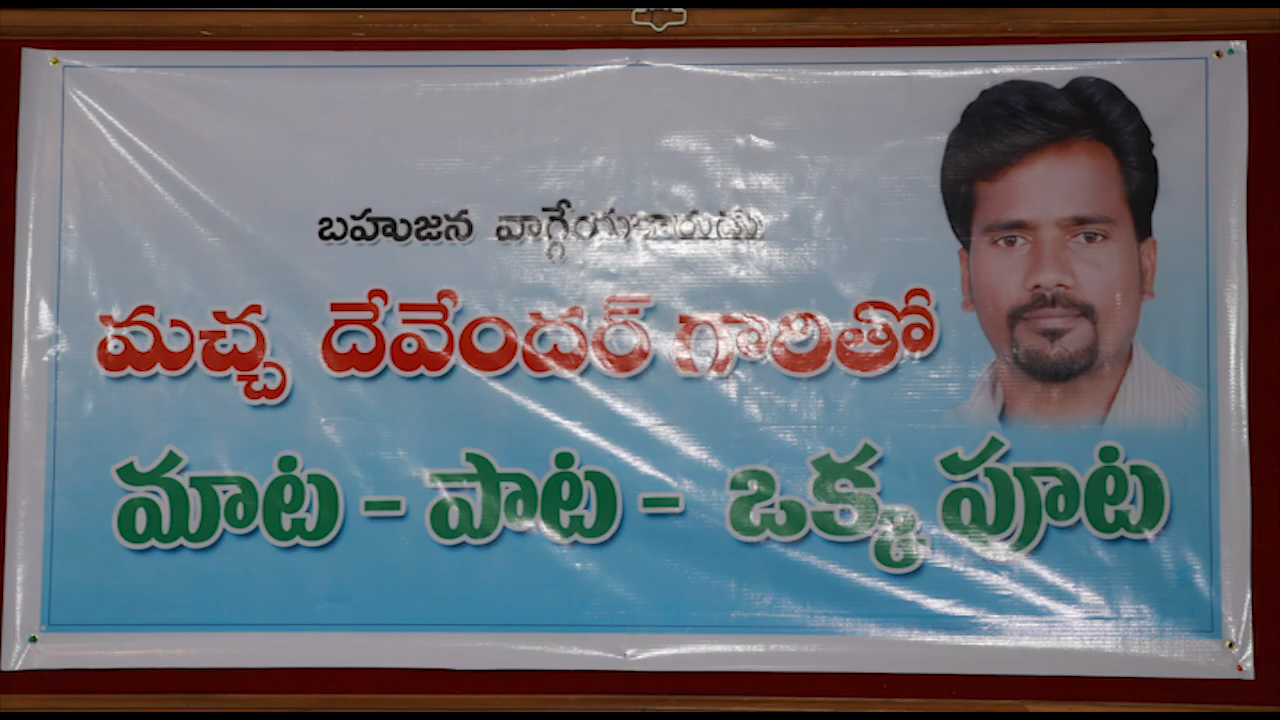 బహుజన వాగ్గేయకారుడు
మచ్చ దేవేందర్ గారితో
మాట - పాట - ఒక్క పూట